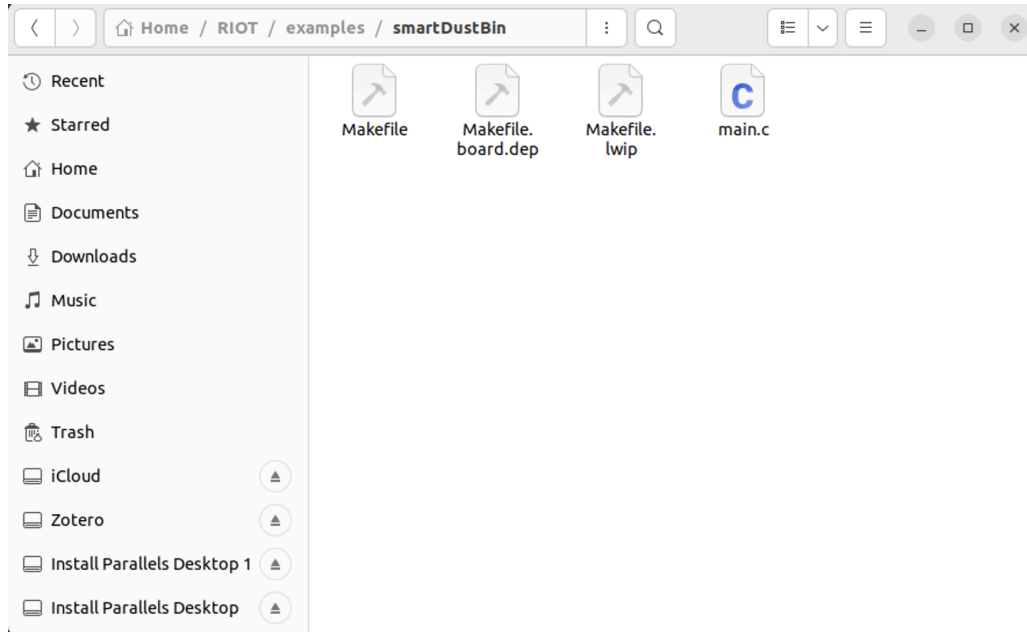 Home / RIOT / examples / smartDustBin
Recent
Starred
Home
Documents
Downloads
Music
Pictures
Videos
Trash
iCloud
Zotero
Install Parallels Desktop 1
Install Parallels Desktop
Makefile
Makefile.
board.dep
Makefile.
lwip
C
main.c